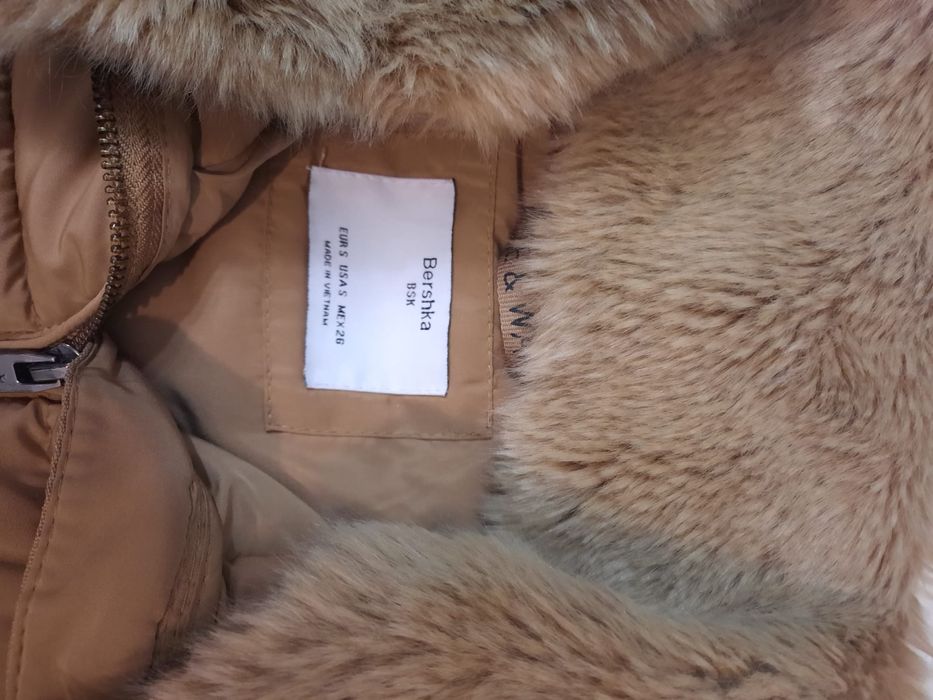 Bershka
BSK
EUR S USA S MEX 26
MADE IN VIETNAM
& W